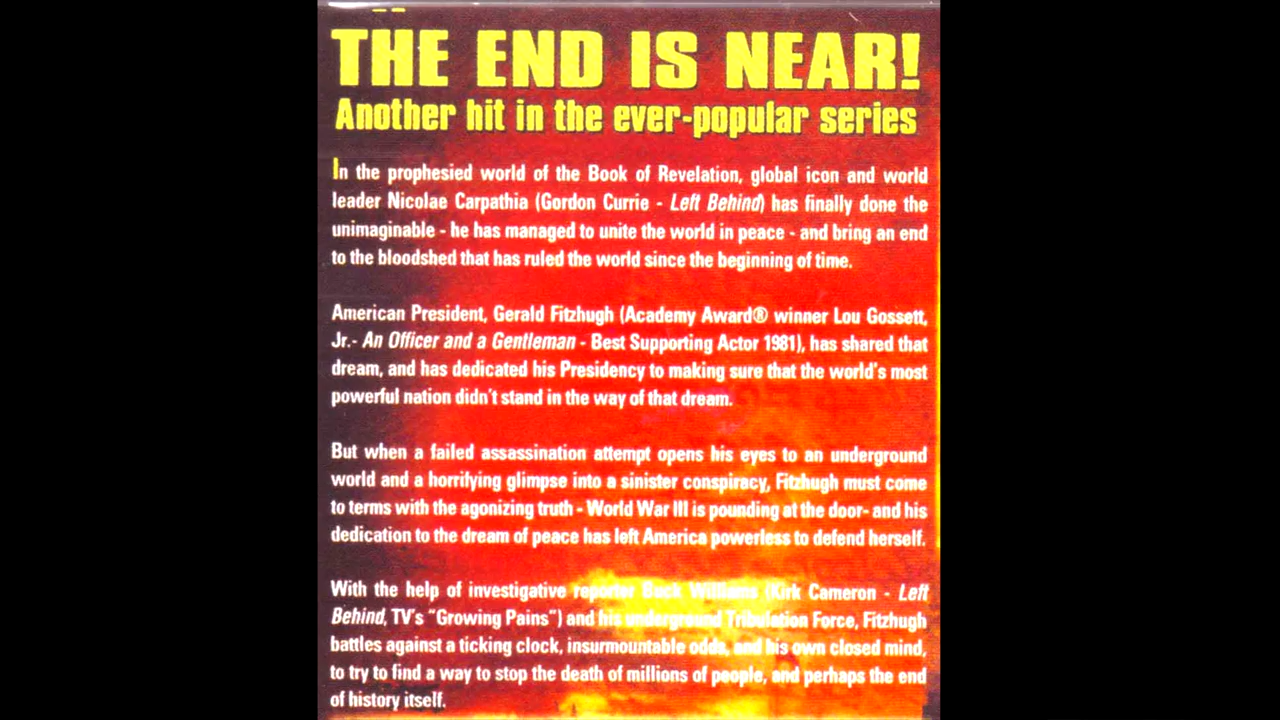 THE END IS NEAR!
Another hit in the ever-popular series
In the prophesied world of the Book of Revelation, global icon and world
leader Nicolae Carpathia (Gordon Currie - Left Behind) has finally done the
unimaginable - he has managed to unite the world in peace - and bring an end
to the bloodshed that has ruled the world since the beginning of time.
American President, Gerald Fitzhugh (Academy Award® winner Lou Gossett,
Jr.- An Officer and a Gentleman - Best Supporting Actor 1981), has shared that
dream, and has dedicated his Presidency to making sure that the world's most
powerful nation didn't stand in the way of that dream.
But when a failed assassination attempt opens his eyes to an underground
world and a horrifying glimpse into a sinister conspiracy, Fitzhugh must come
to terms with the agonizing truth - World War III is pounding at the door- and his
dedication to the dream of peace has left America powerless to defend herself.
With the help of investigative reporter Buck Williams (Kirk Cameron - Left
Behind, TV's "Growing Pains") and his underground Tribulation Force, Fitzhugh
battles against a ticking clock, insurmountable odds, and his own closed mind,
to try to find a way to stop the death of millions of people, and perhaps the end
of history itself.